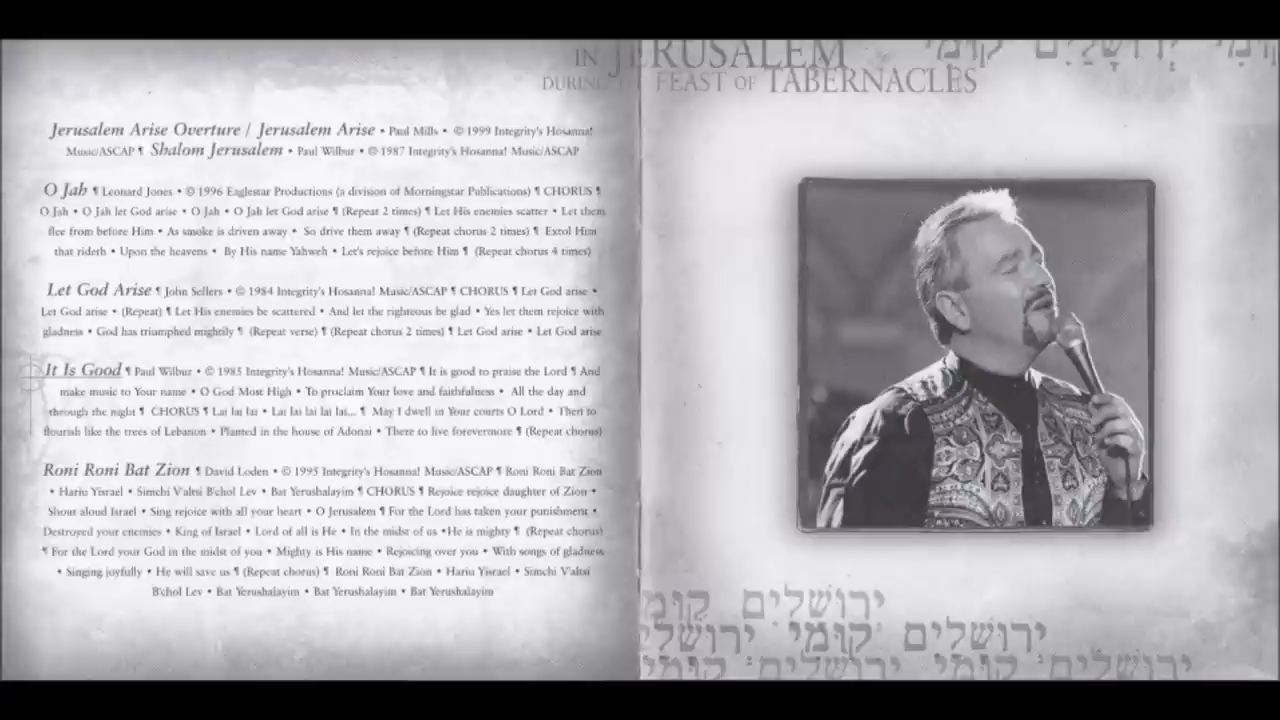 IN JERUSALEM
DURING FEAST OF TABERNACLES
קומי ירושלים קומי
Jerusalem Arise Overture / Jerusalem Arise • Paul Mills • © 1999 Integrity's Hosanna!
Music/ASCAP ¶ Shalom Jerusalem • Paul Wilbur • © 1987 Integrity's Hosanna! Music/ASCAP
O Jah ¶ Leonard Jones • © 1996 Eaglestar Productions (a division of Morningstar Publications) ¶ CHORUS ¶
O Jah • O Jah let God arise • O Jah • O Jah let God arise ¶ (Repeat 2 times) ¶ Let His enemies scatter • Let them
flee from before Him • As smoke is driven away • So drive them away ¶ (Repeat chorus 2 times) ¶ Extol Him
that rideth • Upon the heavens • By His name Yahweh • Let's rejoice before Him ¶ (Repeat chorus 4 times)
Let God Arise ¶ John Sellers • © 1984 Integrity's Hosanna! Music/ASCAP ¶ CHORUS ¶ Let God arise •
Let God arise • (Repeat) ¶ Let His enemies be scattered • And let the righteous be glad • Yes let them rejoice with
gladness • God has triumphed mightily ¶ (Repeat verse) ¶ (Repeat chorus 2 times) ¶ Let God arise • Let God arise
It Is Good ¶ Paul Wilbur • © 1985 Integrity's Hosanna! Music/ASCAP ¶ It is good to praise the Lord ¶ And
make music to Your name • O God Most High • To proclaim Your love and faithfulness • All the day and
through the night ¶ CHORUS ¶ Lai lai lai • Lai lai lai lai lai... ¶ May I dwell in Your courts O Lord • Then to
flourish like the trees of Lebanon • Planted in the house of Adonai • There to live forevermore ¶ (Repeat chorus)
Roni Roni Bat Zion ¶ David Loden • © 1995 Integrity's Hosanna! Music/ASCAP ¶ Roni Roni Bat Zion
• Hariu Yisrael • Simchi V'altsi B'chol Lev • Bat Yerushalayim ¶ CHORUS ¶ Rejoice rejoice daughter of Zion •
Shout aloud Israel • Sing rejoice with all your heart • O Jerusalem ¶ For the Lord has taken your punishment •
Destroyed your enemies • King of Israel • Lord of all is He • In the midst of us • He is mighty ¶ (Repeat chorus)
¶ For the Lord your God in the midst of you • Mighty is His name • Rejoicing over you • With songs of gladness
• Singing joyfully • He will save us ¶ (Repeat chorus) ¶ Roni Roni Bat Zion • Hariu Yisrael • Simchi V'altsi
B'chol Lev • Bat Yerushalayim • Bat Yerushalayim • Bat Yerushalayim
ירושלים קומי
ירושלים קומי ירושלי
ירושלים קומי ירושלים קומי